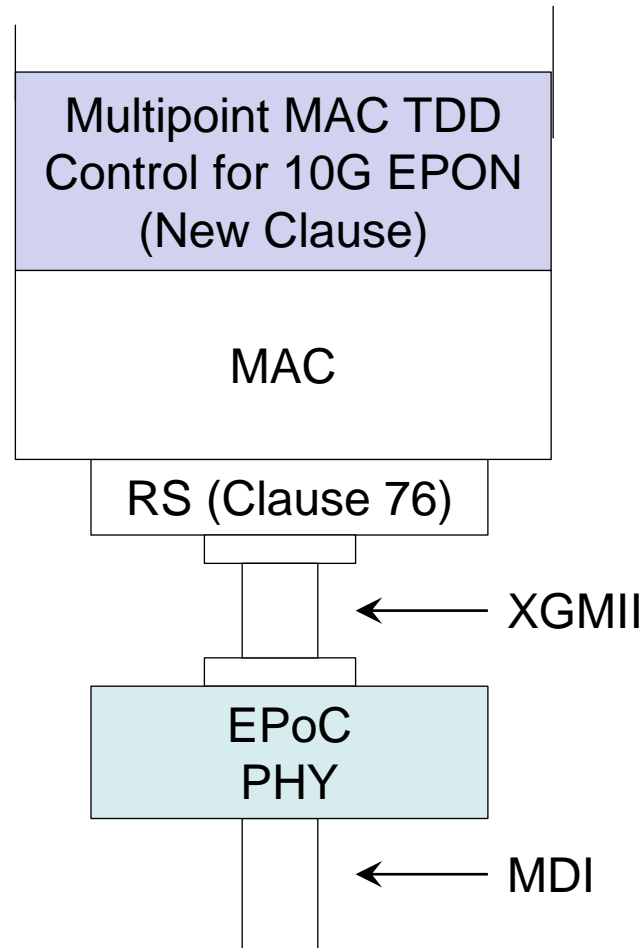 Multipoint MAC TDD
Control for 10G EPON
(New Clause)
MAC
RS (Clause 76)
XGMII
EPoC
PHY
MDI